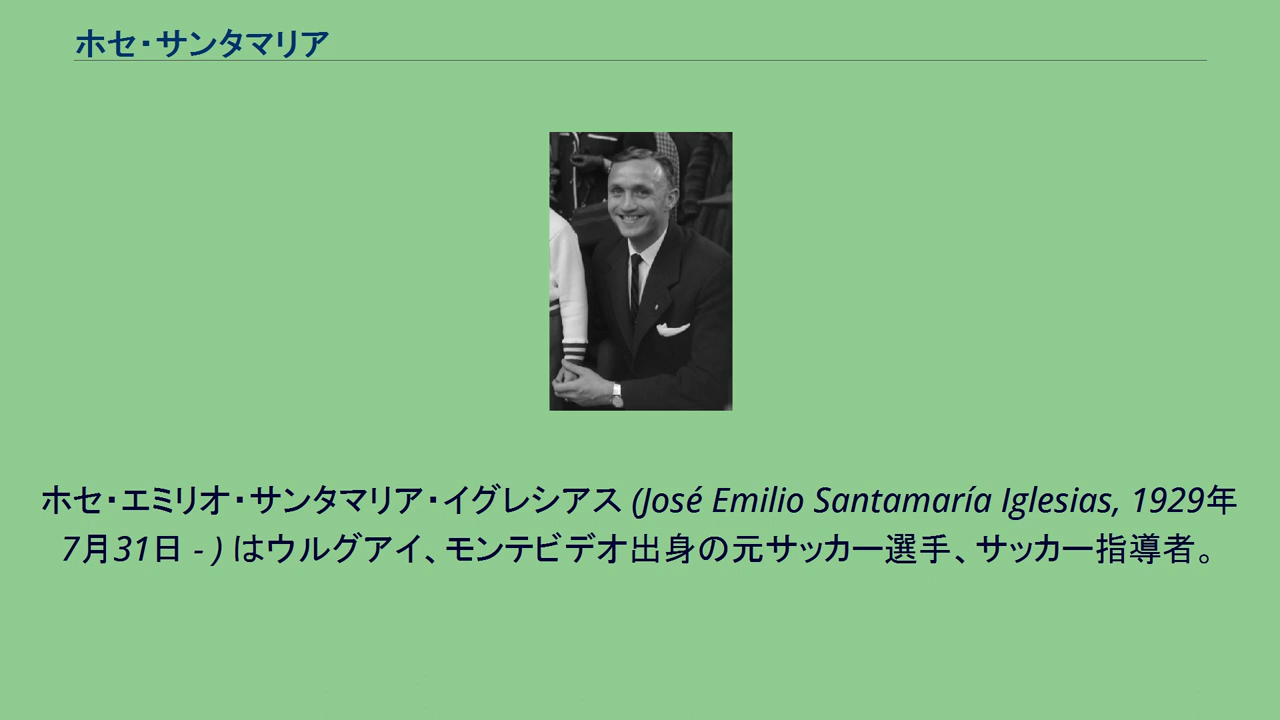 ホセ・サンタマリア
ホセ・エミリオ・サンタマリア・イグレシアス (José Emilio Santamaría Iglesias, 1929年
7月31日 - ) はウルグアイ、モンテビデオ出身の元サッカー選手、サッカー指導者。